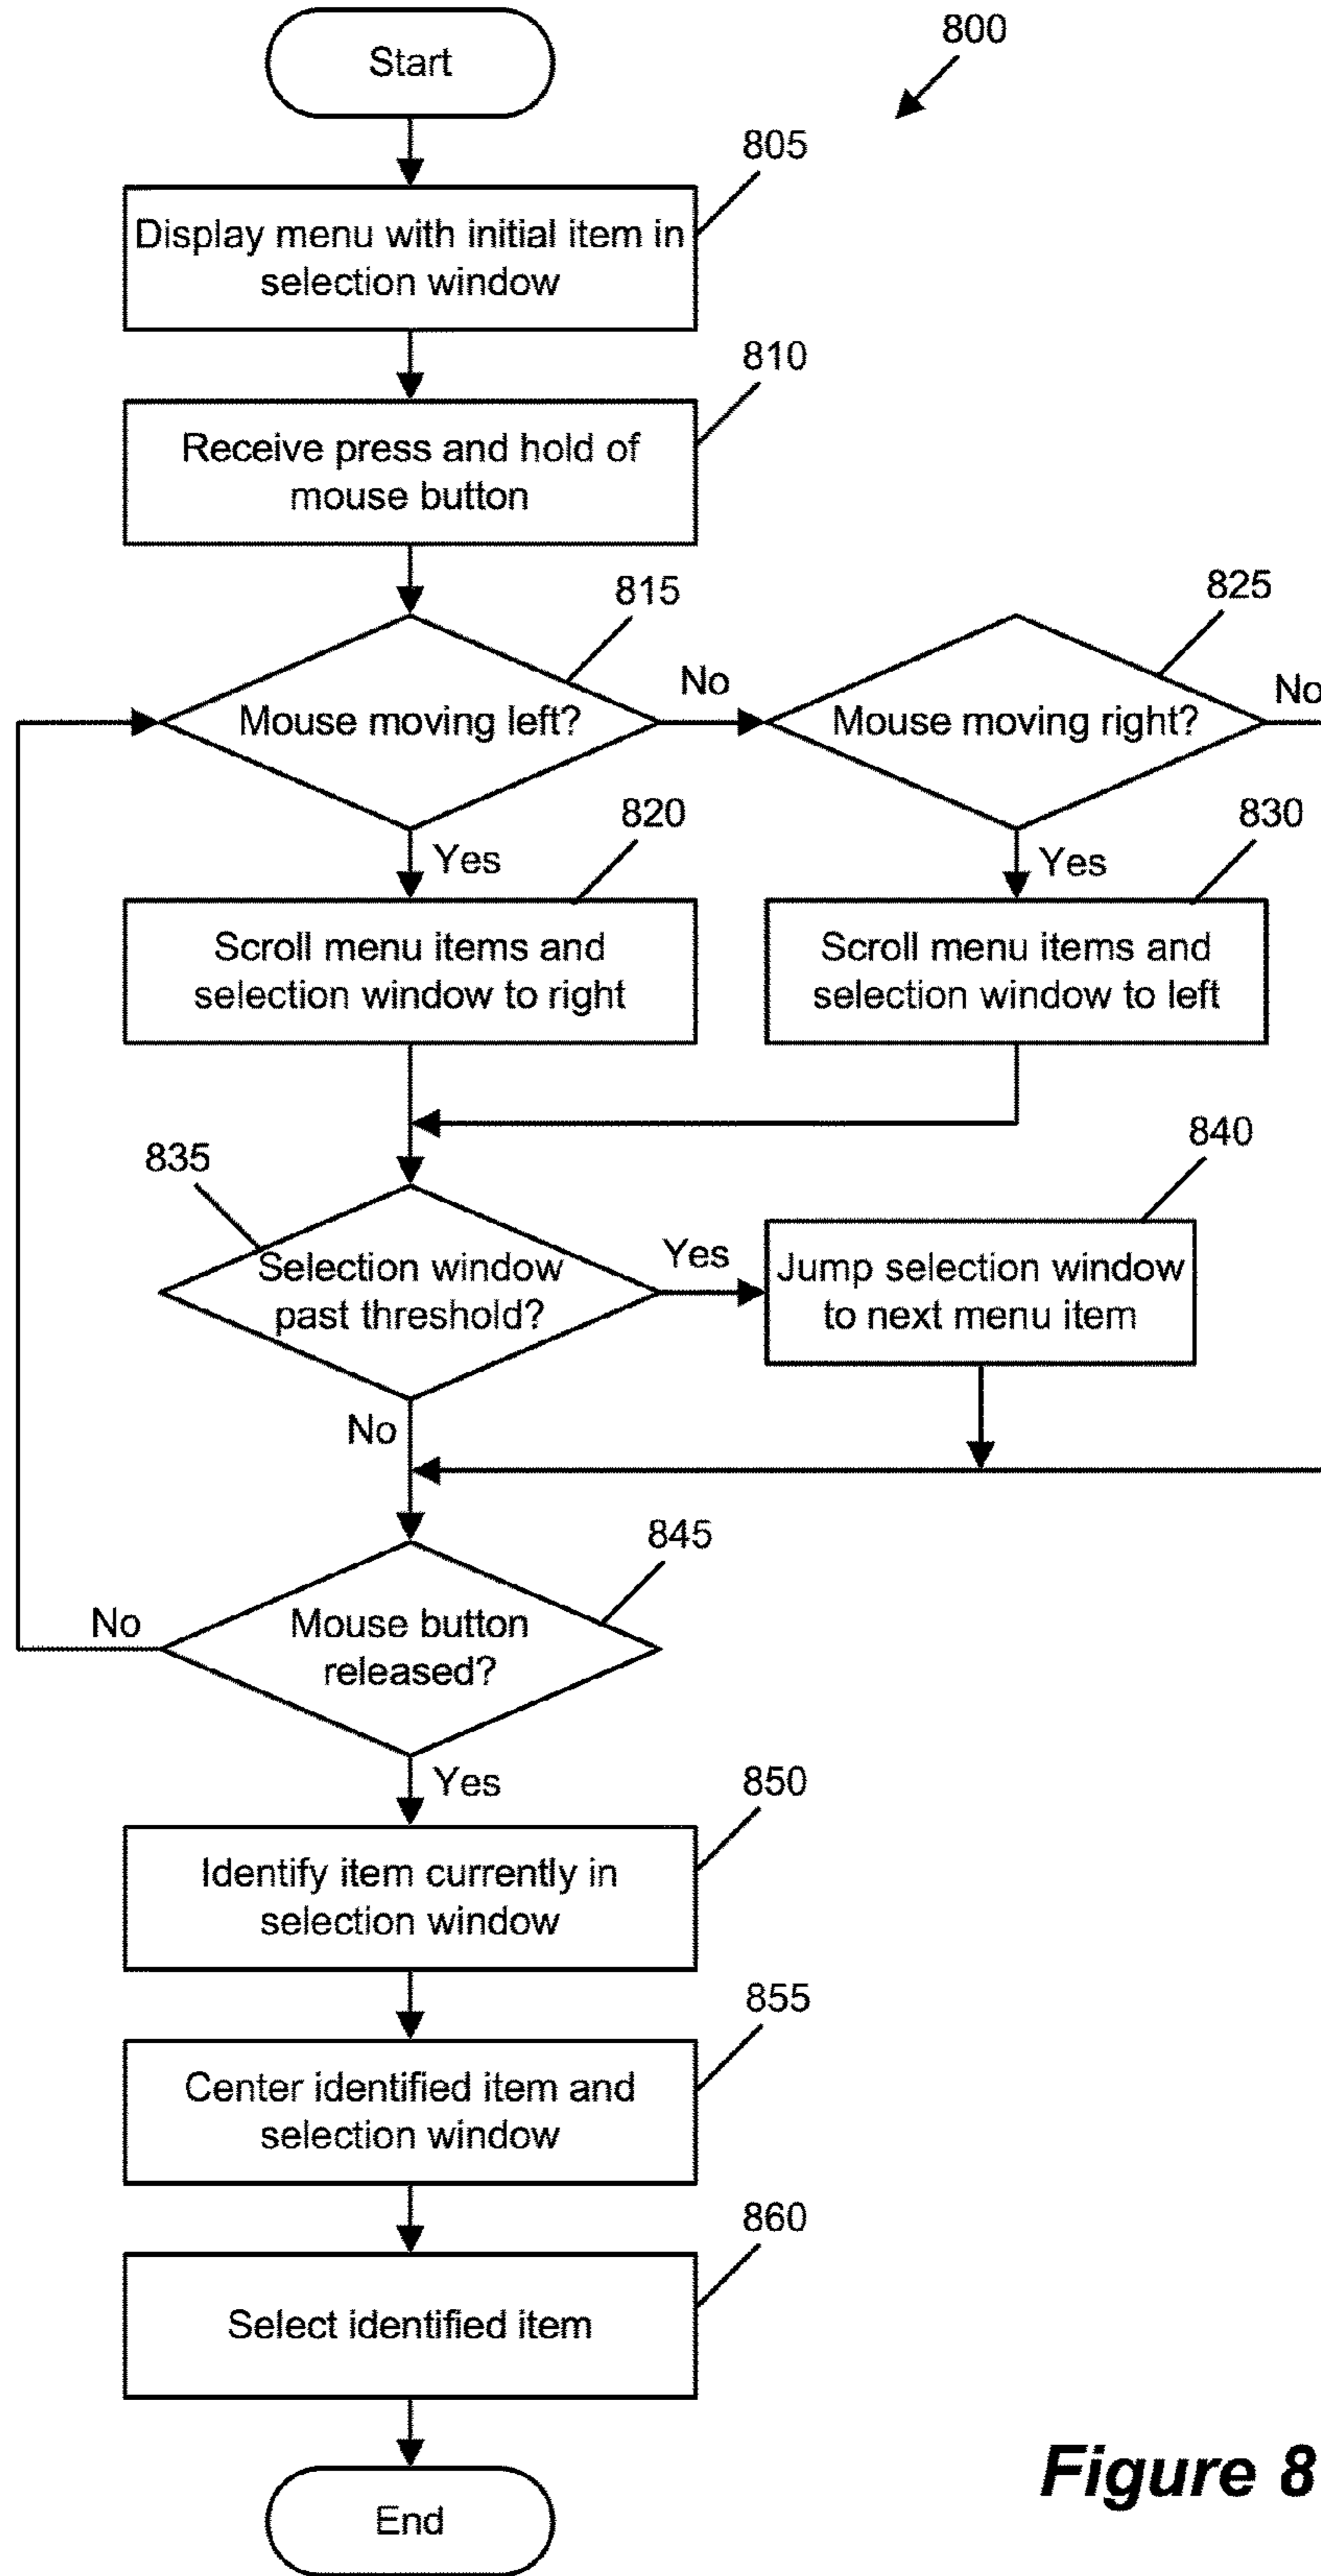 Start
800
805
Display menu with initial item in
selection window
810
Receive press and hold of
mouse button
815
825
Mouse moving left?
No
Mouse moving right?
No
820
830
Yes
Yes
Scroll menu items and
selection window to right
Scroll menu items and
selection window to left
835
840
Selection window
past threshold?
Yes
Jump selection window
to next menu item
No
845
Mouse button
released?
No
Yes
850
Identify item currently in
selection window
855
Center identified item and
selection window
860
Select identified item
End
Figure 8